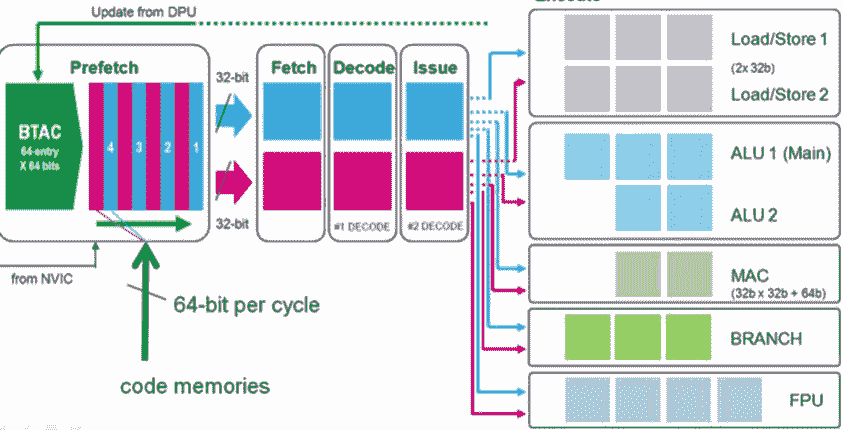 Update from DPU
Prefetch
BTAC
64-entry
X 64 bits
4
3
2
1
32-bit
32-bit
Fetch
Decode
Issue
#1 DECODE
#2 DECODE
from NVIC
64-bit per cycle
code memories
Load/Store 1
(2x 32b)
Load/Store 2
ALU 1 (Main)
ALU 2
MAC
(32b x 32b + 64b)
BRANCH
FPU